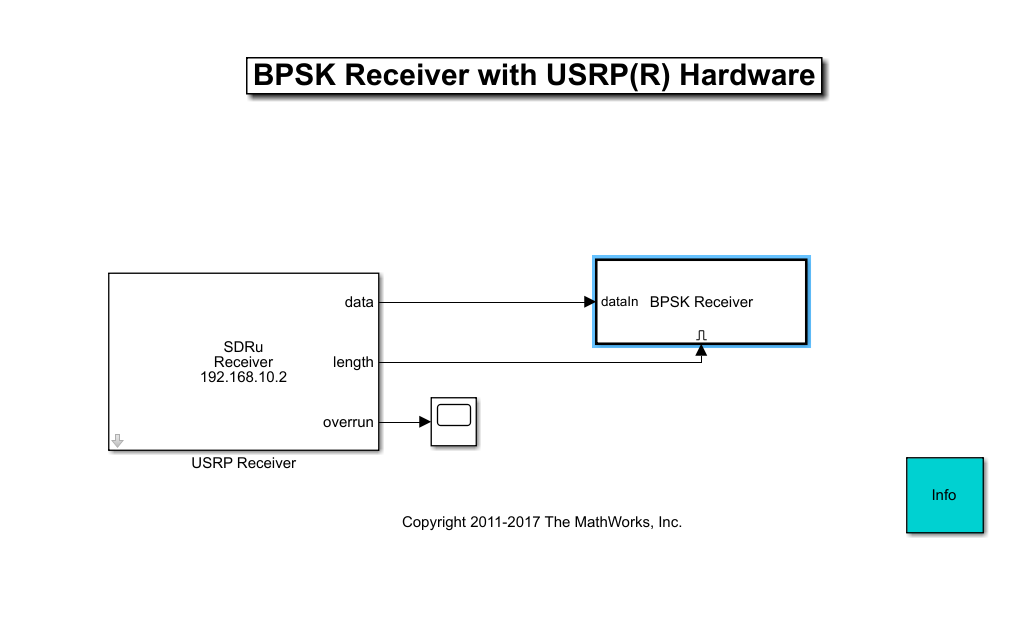 BPSK Receiver with USRP(R) Hardware
data
dataIn
BPSK Receiver
SDRu
Receiver
192.168.10.2
length
overrun
USRP Receiver
Info
Copyright 2011-2017 The MathWorks, Inc.